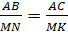 AB/MN = AC/MK